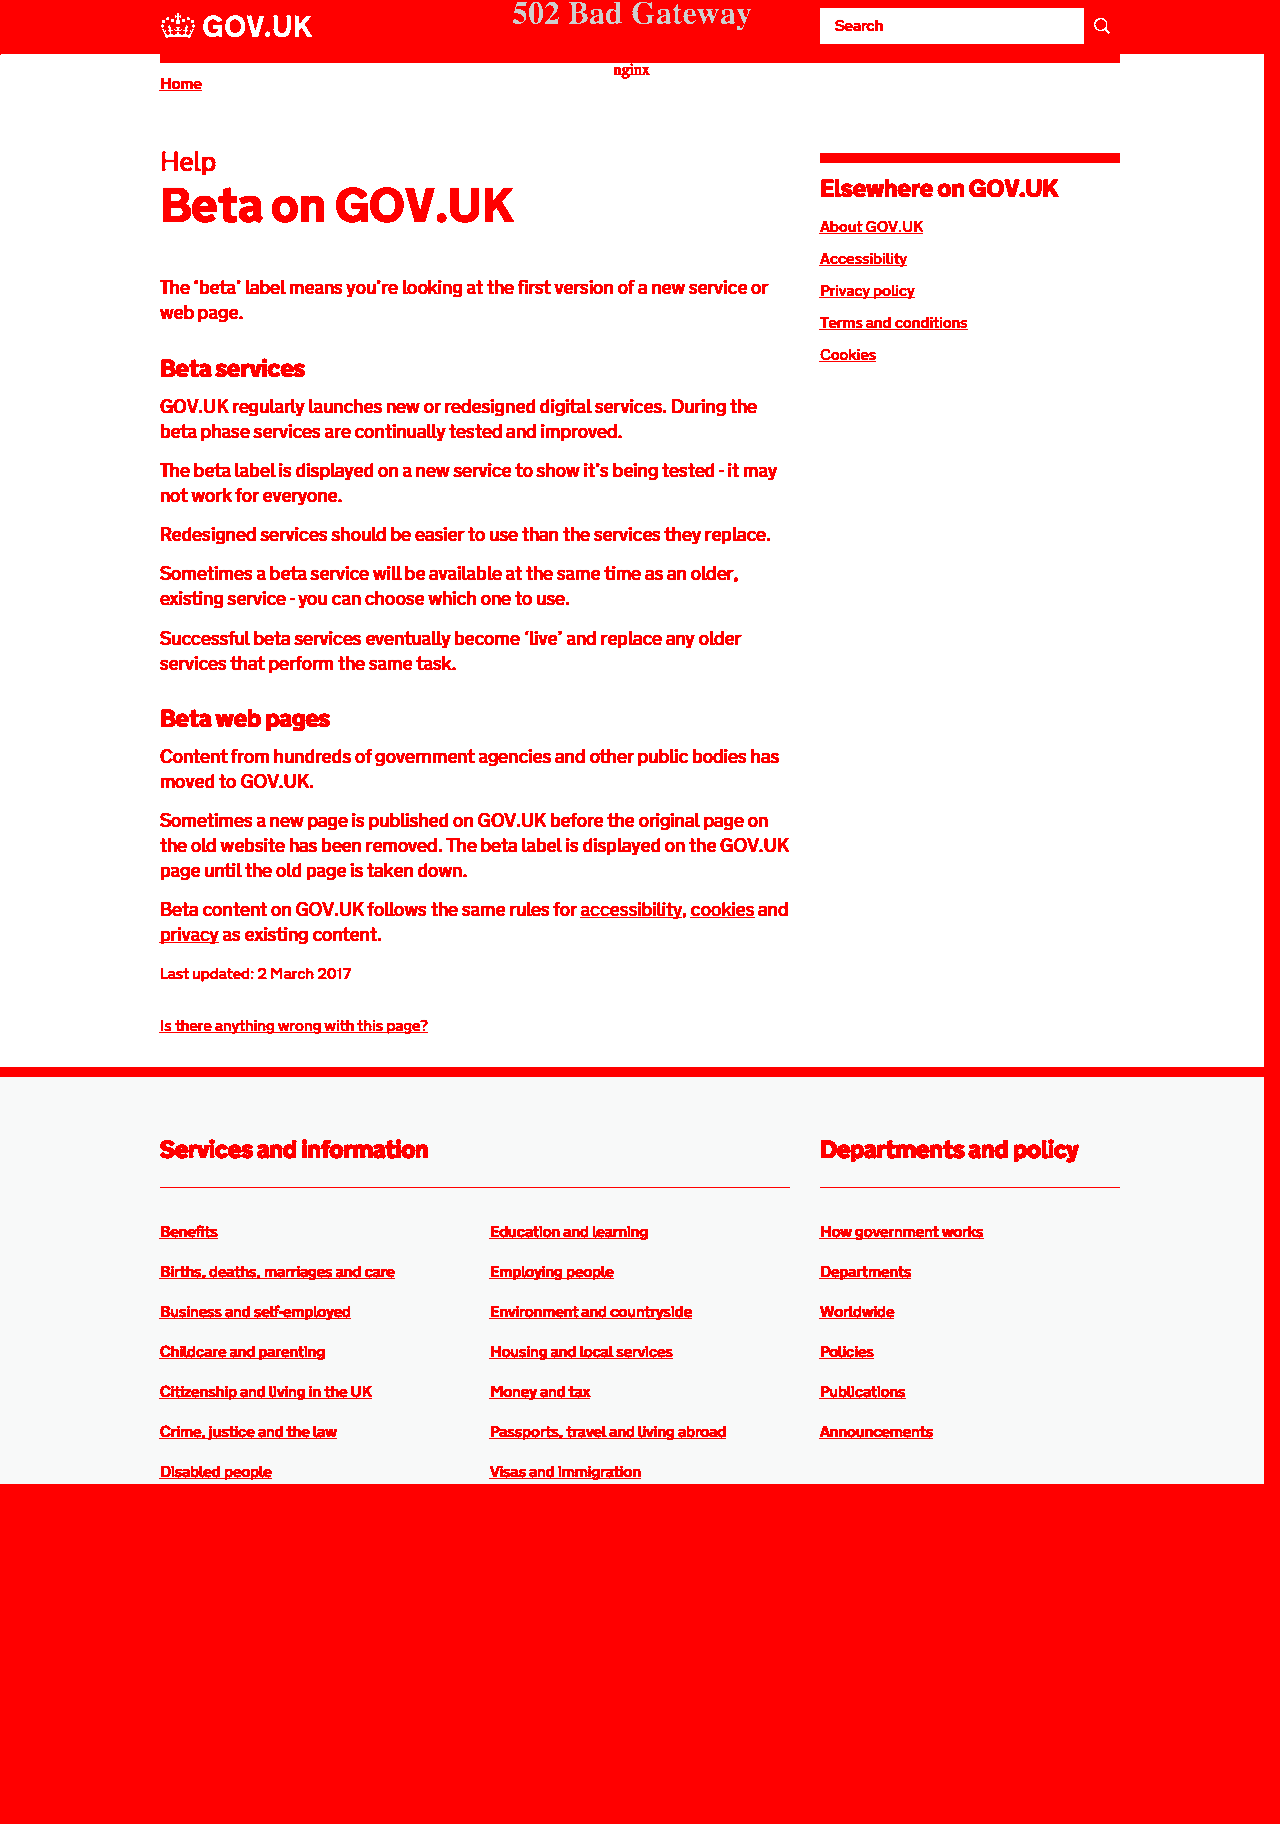 GOV.UK
502 Bad Gateway
Search
nginx
Home
Help
Beta on GOV.UK
The ‘beta’ label means you’re looking at the first version of a new service or
web page.
Beta services
GOV.UK regularly launches new or redesigned digital services. During the
beta phase services are continually tested and improved.
The beta label is displayed on a new service to show it’s being tested - it may
not work for everyone.
Redesigned services should be easier to use than the services they replace.
Sometimes a beta service will be available at the same time as an older,
existing service - you can choose which one to use.
Successful beta services eventually become ‘live’ and replace any older
services that perform the same task.
Beta web pages
Content from hundreds of government agencies and other public bodies has
moved to GOV.UK.
Sometimes a new page is published on GOV.UK before the original page on
the old website has been removed. The beta label is displayed on the GOV.UK
page until the old page is taken down.
Beta content on GOV.UK follows the same rules for accessibility, cookies and
privacy as existing content.
Last updated: 2 March 2017
Is there anything wrong with this page?
Elsewhere on GOV.UK
About GOV.UK
Accessibility
Privacy policy
Terms and conditions
Cookies
Services and information
Benefits
Births, deaths, marriages and care
Business and self-employed
Childcare and parenting
Citizenship and living in the UK
Crime, justice and the law
Disabled people
Education and learning
Employing people
Environment and countryside
Housing and local services
Money and tax
Passports, travel and living abroad
Visas and immigration
Departments and policy
How government works
Departments
Worldwide
Policies
Publications
Announcements